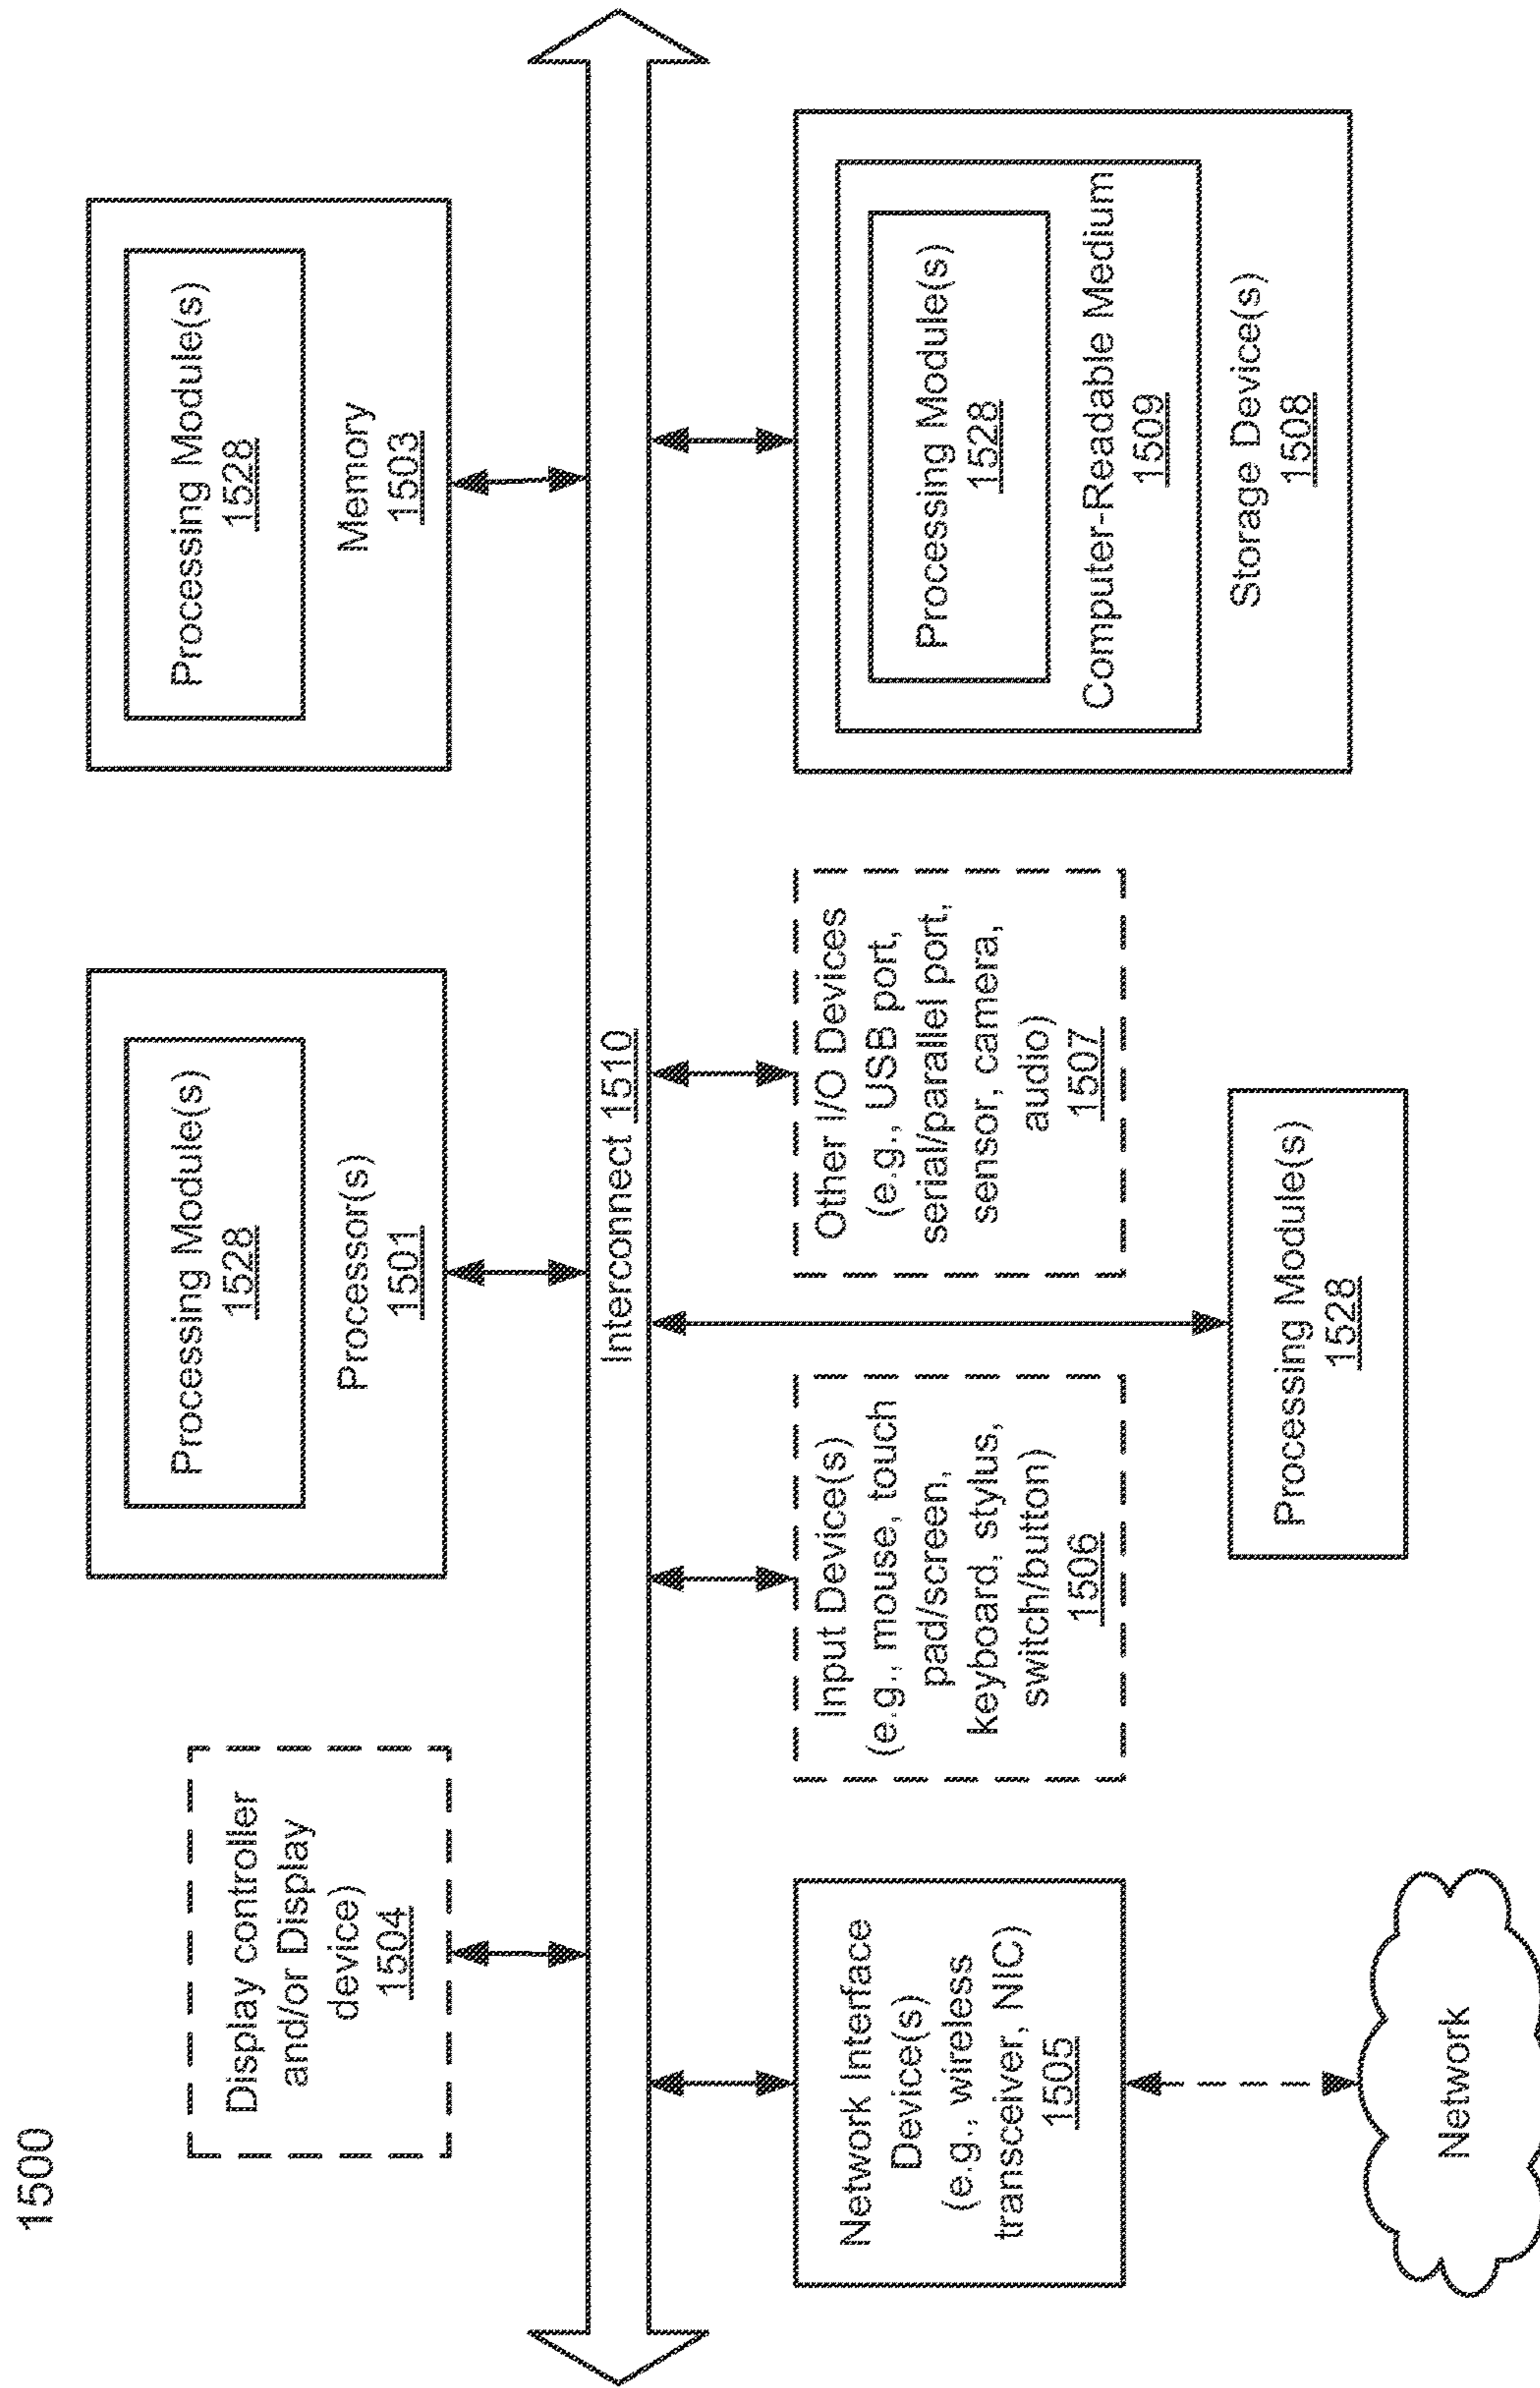 1500
Display controller
and/or Display
device)
1504
Processing Module(s)
1528
Processor(s)
1501
Processing Module(s)
1528
Memory
1503
Interconnect 1510
Network Interface
Device(s)
(e.g., wireless
transceiver, NIC)
1505
Input Device(s)
(e.g., mouse, touch
pad/screen,
keyboard, stylus,
switch/button)
1506
Other I/O Devices
(e.g., USB port,
serial/parallel port,
sensor, camera,
audio)
1507
Processing Module(s)
1528
Computer-Readable Medium
1509
Storage Device(s)
1508
Processing Module(s)
1528
Network